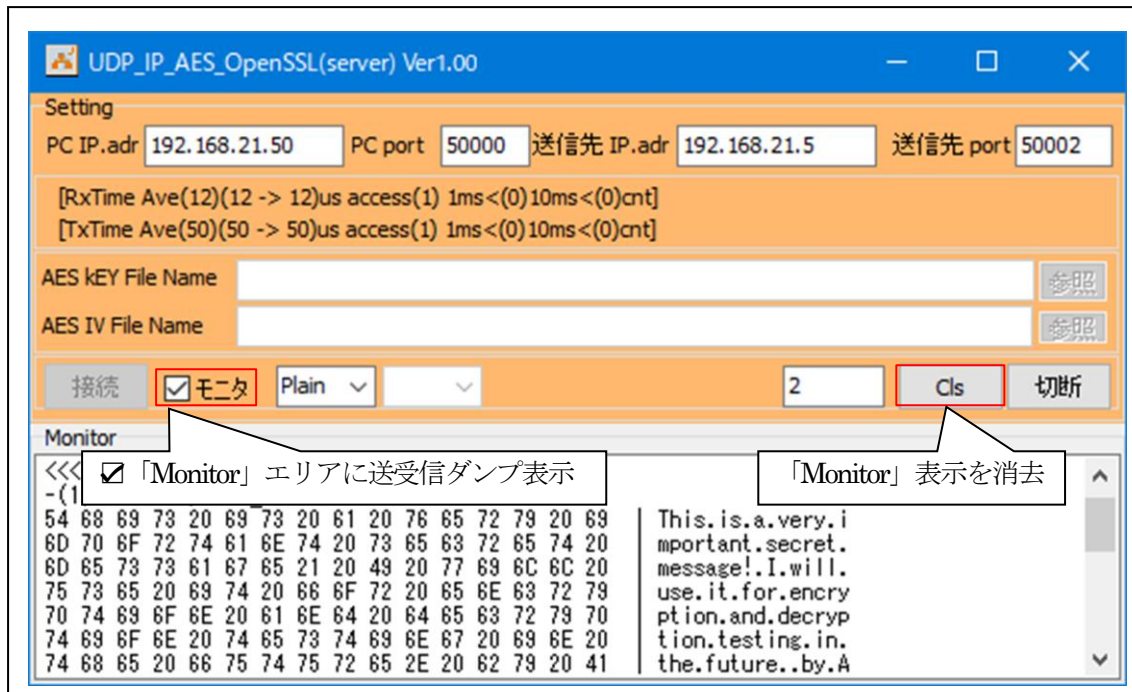 UDP_IP_AES_OpenSSL(server) Ver1.00
Setting
PC IP.adr 192.168.21.50 PC port 50000 送信先 IP.adr 192.168.21.5 送信先 port 50002
[RxTime Ave(12)(12 -> 12)us access(1) 1ms<(0)10ms<(0)cnt]
[TxTime Ave(50)(50 -> 50)us access(1) 1ms<(0)10ms<(0)cnt]
AES kEY File Name 参照
AES IV File Name 参照
接続 ☑ モニタ Plain 2 Cls 切断
Monitor
<<<
☑「Monitor」エリアに送受信ダンプ表示 「Monitor」表示を消去
-(1
54 68 69 73 20 69 73 20 61 20 76 65 72 79 20 69 | This.is.a.very.i
6D 70 6F 72 74 61 6E 74 20 73 65 63 72 65 74 20 | mportant.secret.
6D 65 73 73 61 67 65 21 20 49 20 77 69 6C 6C 20 | message!.I.will.
75 73 65 20 69 74 20 66 6F 72 20 65 6E 63 72 79 | use.it.for.encry
70 74 69 6F 6E 20 61 6E 64 20 64 65 63 72 79 70 | ption.and.decryp
74 69 6F 6E 20 74 65 73 74 69 6E 67 20 69 6E 20 | tion.testing.in.
74 68 65 20 66 75 74 75 72 65 2E 20 62 79 20 41 | the.future..by.A